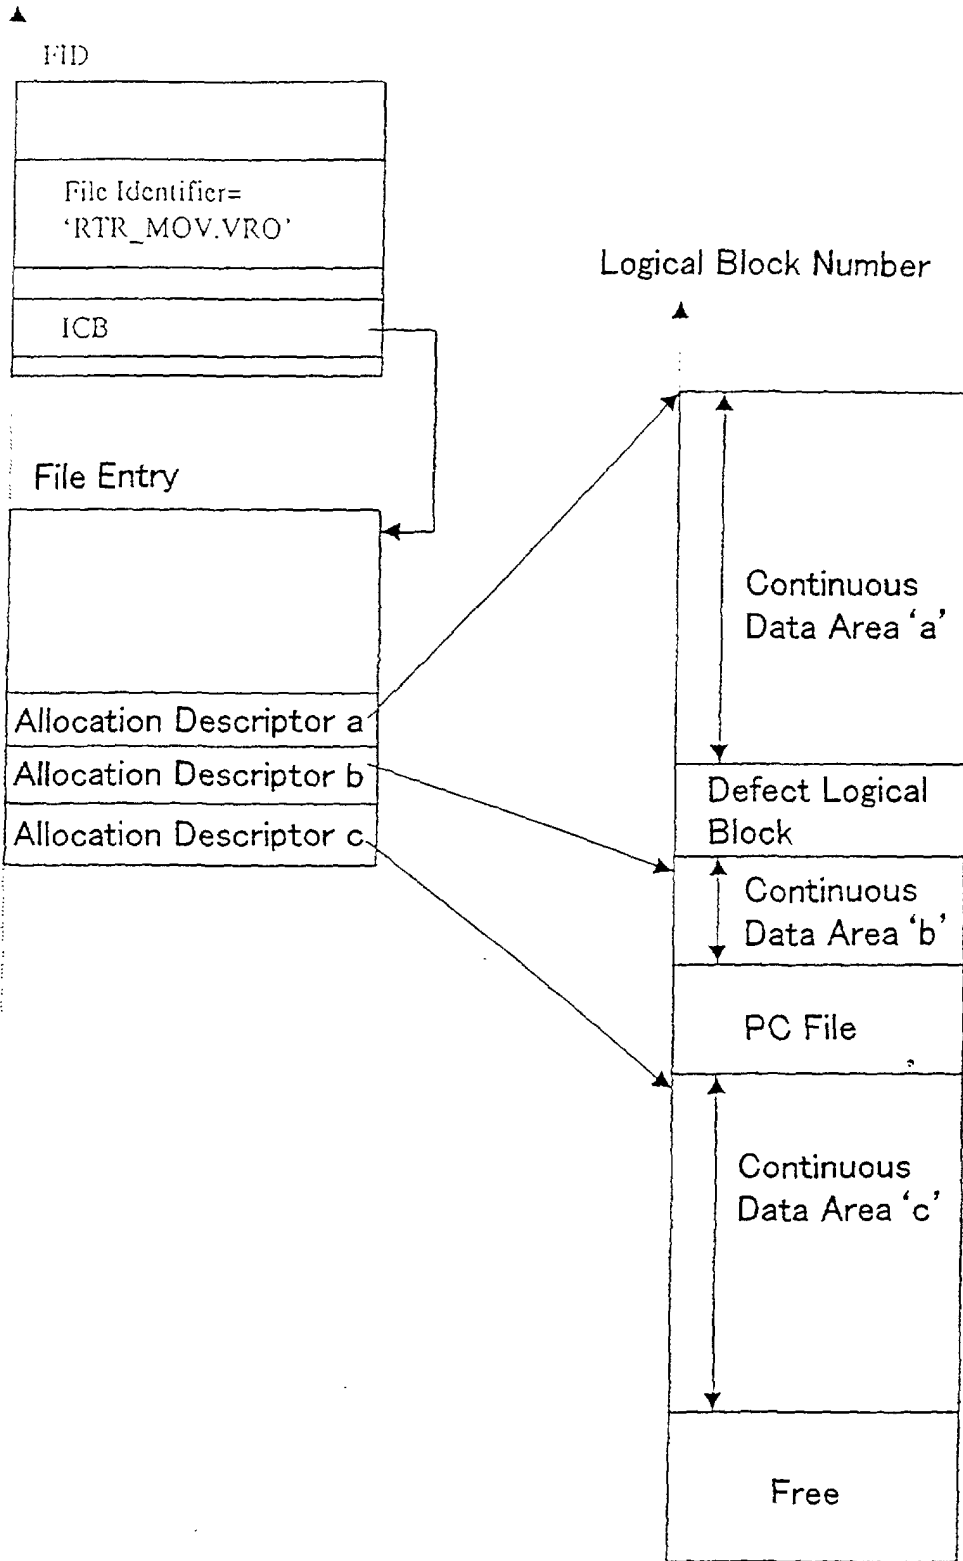 FID
File Identifier=
‘RTR_MOV.VRO’
ICB
File Entry
Allocation Descriptor a
Allocation Descriptor b
Allocation Descriptor c
Logical Block Number
Continuous
Data Area ‘a’
Defect Logical
Block
Continuous
Data Area ‘b’
PC File
Continuous
Data Area ‘c’
Free